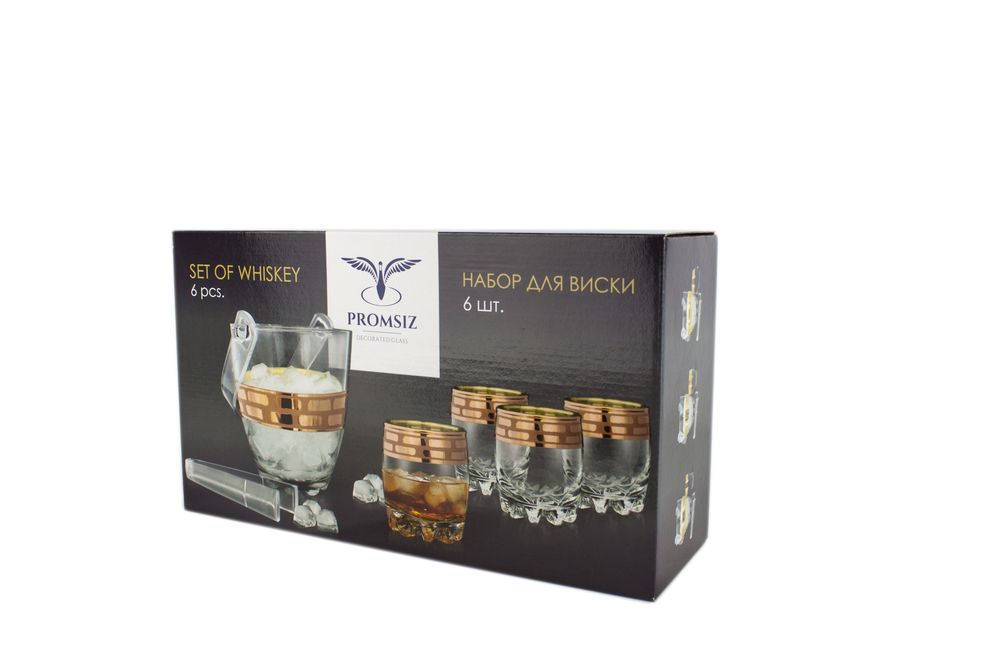 SET OF WHISKEY
6 pcs.
PROMSIZ
DECORATED GLASS
НАБОР ДЛЯ ВИСКИ
6 шт.